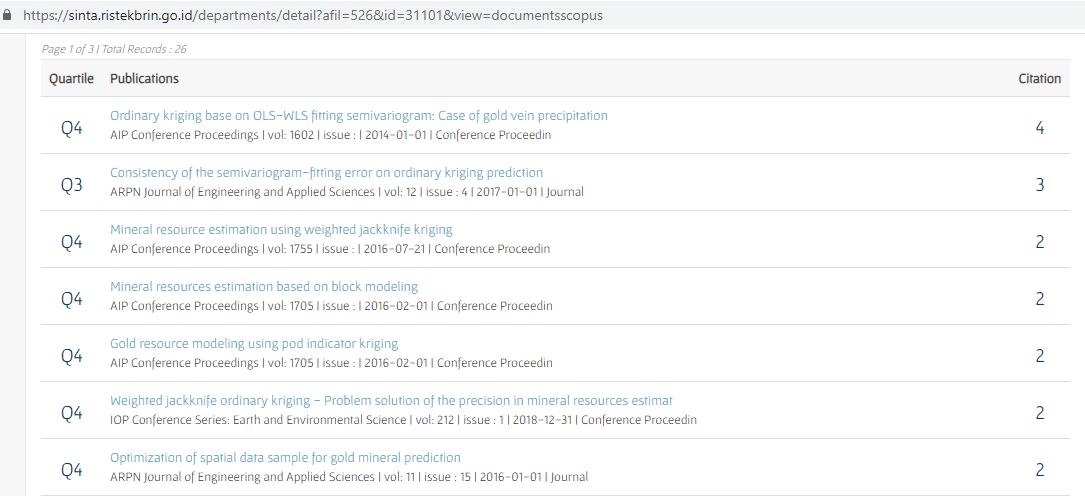 https://sinta.ristekbrin.go.id/departments/detail?afil=526&id=31101&view=documentsscopus
Page 1 of 3 | Total Records : 26
Quartile Publications Citation
Ordinary kriging base on OLS-WLS fitting semivariogram: Case of gold vein precipitation
Q4 4
AIP Conference Proceedings | vol: 1602 | issue : | 2014-01-01 | Conference Proceedin
Consistency of the semivariogram-fitting error on ordinary kriging prediction
Q3 3
ARPN Journal of Engineering and Applied Sciences | vol: 12 | issue : 4 | 2017-01-01 | Journal
Mineral resource estimation using weighted jackknife kriging
Q4 2
AIP Conference Proceedings | vol: 1755 | issue : | 2016-07-21 | Conference Proceedin
Mineral resources estimation based on block modeling
Q4 2
AIP Conference Proceedings | vol: 1705 | issue : | 2016-02-01 | Conference Proceedin
Gold resource modeling using pod indicator kriging
Q4 2
AIP Conference Proceedings | vol: 1705 | issue : | 2016-02-01 | Conference Proceedin
Weighted jackknife ordinary kriging - Problem solution of the precision in mineral resources estimat
Q4 2
IOP Conference Series: Earth and Environmental Science | vol: 212 | issue : 1 | 2018-12-31 | Conference Proceedin
Optimization of spatial data sample for gold mineral prediction
Q4 2
ARPN Journal of Engineering and Applied Sciences | vol: 11 | issue : 15 | 2016-01-01 | Journal